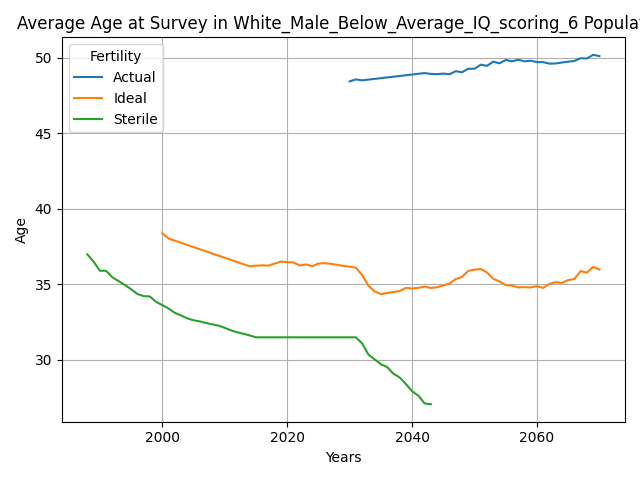 Average Age at Survey in White_Male_Below_Average_IQ_scoring_6 Popula
Fertility
Actual
Ideal
Sterile
50
45
40
35
30
Age
2000 2020 2040 2060
Years